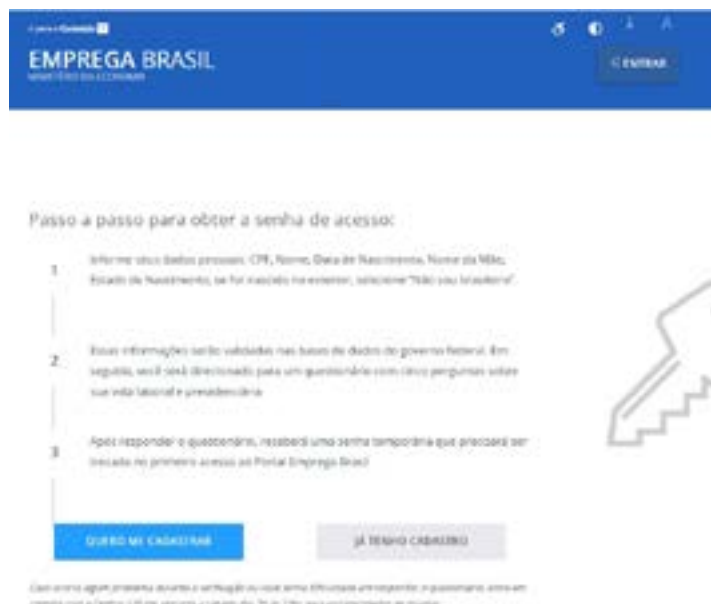 EMPREGA BRASIL
MINISTÉRIO DA ECONOMIA
ENTRAR
Passo a passo para obter a senha de acesso:
1
Informe seus dados pessoais: CPF, Nome, Data de Nascimento, Nome da Mãe,
Estado de Nascimento, se for nascido no exterior, selecione "Não sou brasileiro".
2
Essas informações serão validadas nas bases de dados do governo federal. Em
seguida, você será direcionado para um questionário com cinco perguntas sobre
sua vida laboral e previdenciária
3
Após responder o questionário, receberá uma senha temporária que precisará ser
trocada no primeiro acesso ao Portal Emprega Brasil
QUERO ME CADASTRAR
JÁ TENHO CADASTRO